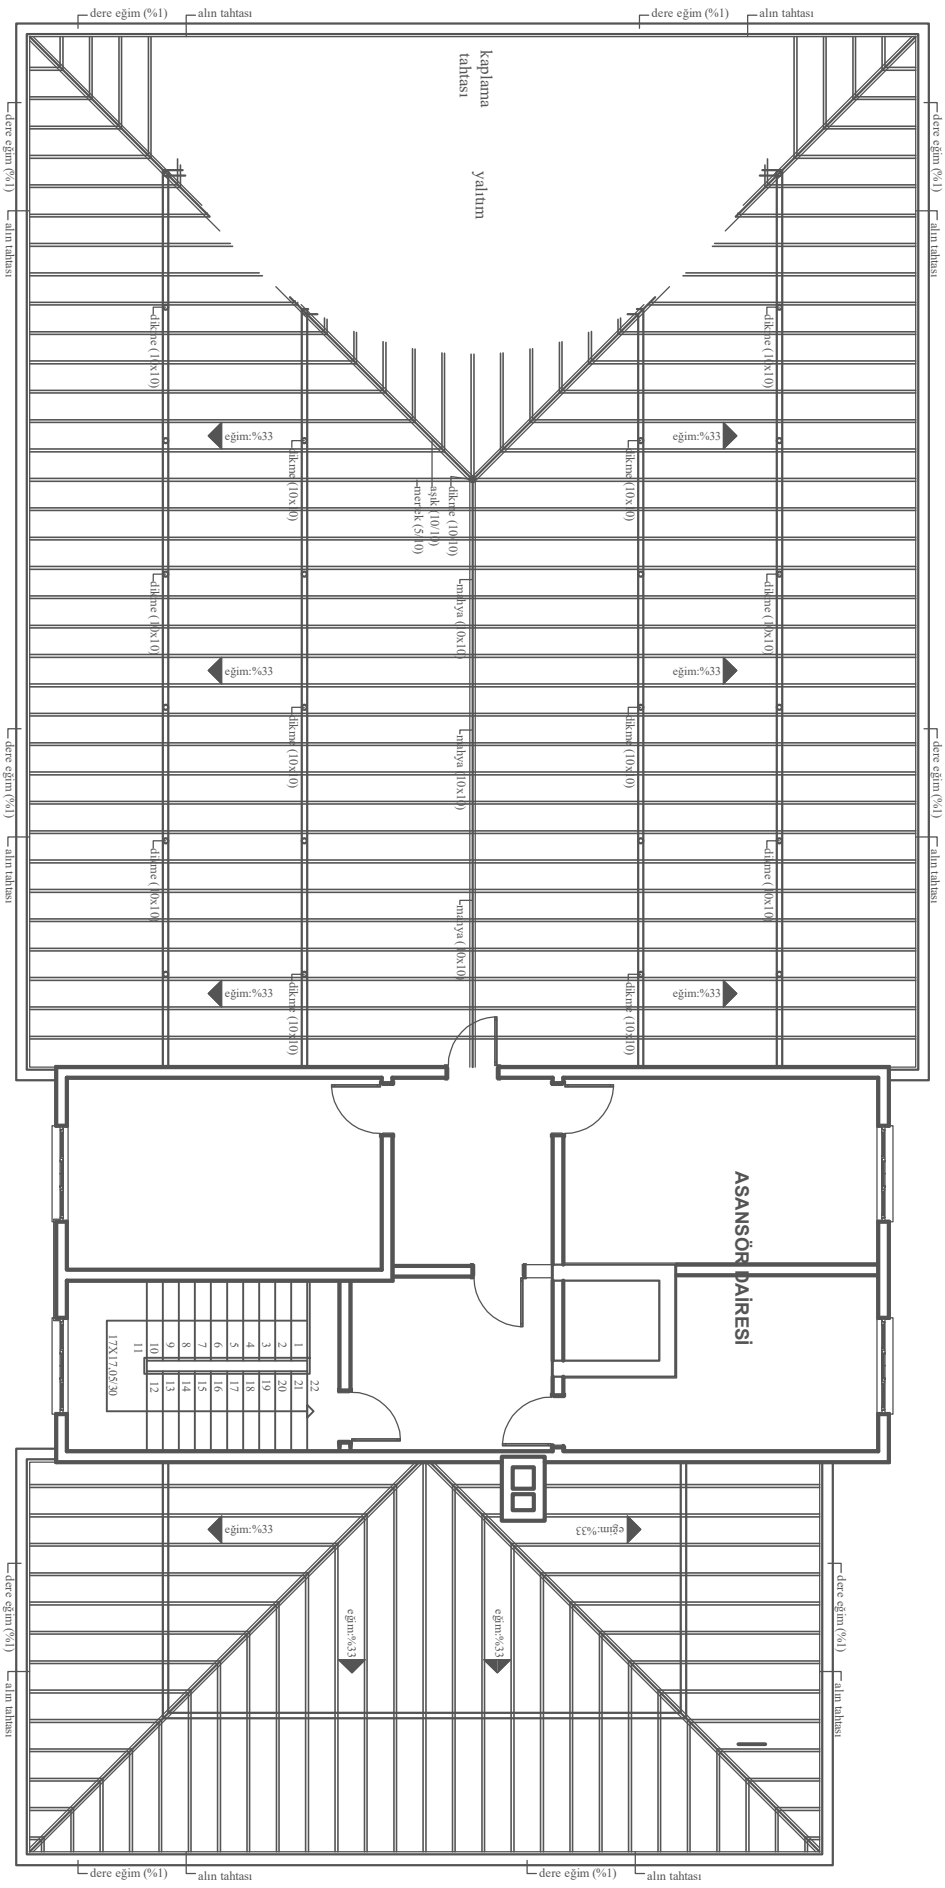 dere eğim (%1)
alın tahtası
dere eğim (%1)
alın tahtası
kaplama
tahtası
yalıtım
dere eğim (%1)
alın tahtası
dere eğim (%1)
alın tahtası
dikme (10x10)
dikme (10x10)
eğim:%33
eğim:%33
dikme (10x10)
dikme (10x10)
dikme (10/10)
aşık (10/10)
mertek (5/10)
dikme (10x10)
mahya (10x10)
dikme (10x10)
eğim:%33
eğim:%33
dikme (10x10)
mahya (10x10)
dikme (10x10)
dere eğim (%1)
alın tahtası
dere eğim (%1)
alın tahtası
dikme (10x10)
mahya (10x10)
dikme (10x10)
eğim:%33
eğim:%33
dikme (10x10)
dikme (10x10)
ASANSÖR DAİRESİ
1
2
3
4
5
6
7
8
9
10
11
12
13
14
15
16
17
18
19
20
21
22
17X17,05/30
eğim:%33
eğim:%33
eğim:%33
eğim:%33
dere eğim (%1)
alın tahtası
dere eğim (%1)
alın tahtası
dere eğim (%1)
alın tahtası
dere eğim (%1)
alın tahtası